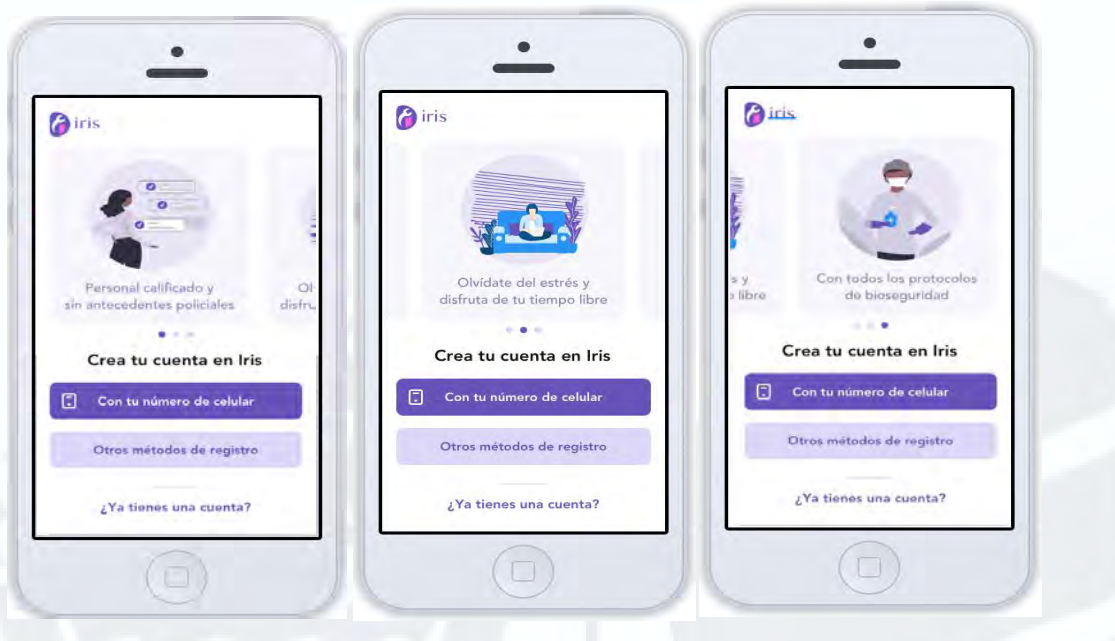 iris
Personal calificado y
sin antecedentes policiales
Ol
disfru
Crea tu cuenta en Iris
Con tu número de celular
Otros métodos de registro
¿Ya tienes una cuenta?
iris
Olvídate del estrés y
disfruta de tu tiempo libre
Crea tu cuenta en Iris
Con tu número de celular
Otros métodos de registro
¿Ya tienes una cuenta?
iris
s y
libre
Con todos los protocolos
de bioseguridad
Crea tu cuenta en Iris
Con tu número de celular
Otros métodos de registro
¿Ya tienes una cuenta?